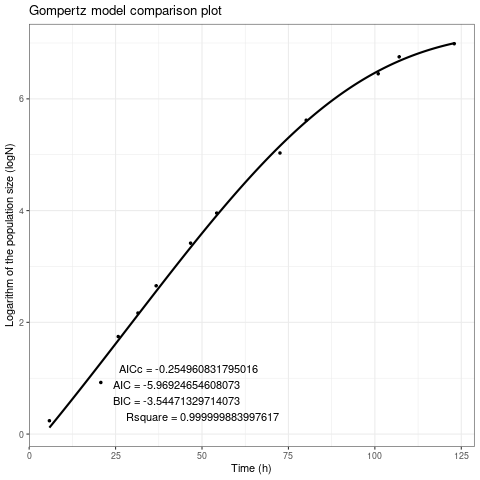 Gompertz model comparison plot
Logarithm of the population size (logN)
6
4
2
0
AICc = -0.254960831795016
AIC = -5.96924654608073
BIC = -3.54471329714073
Rsquare = 0.999999883997617
0 25 50 75 100 125
Time (h)